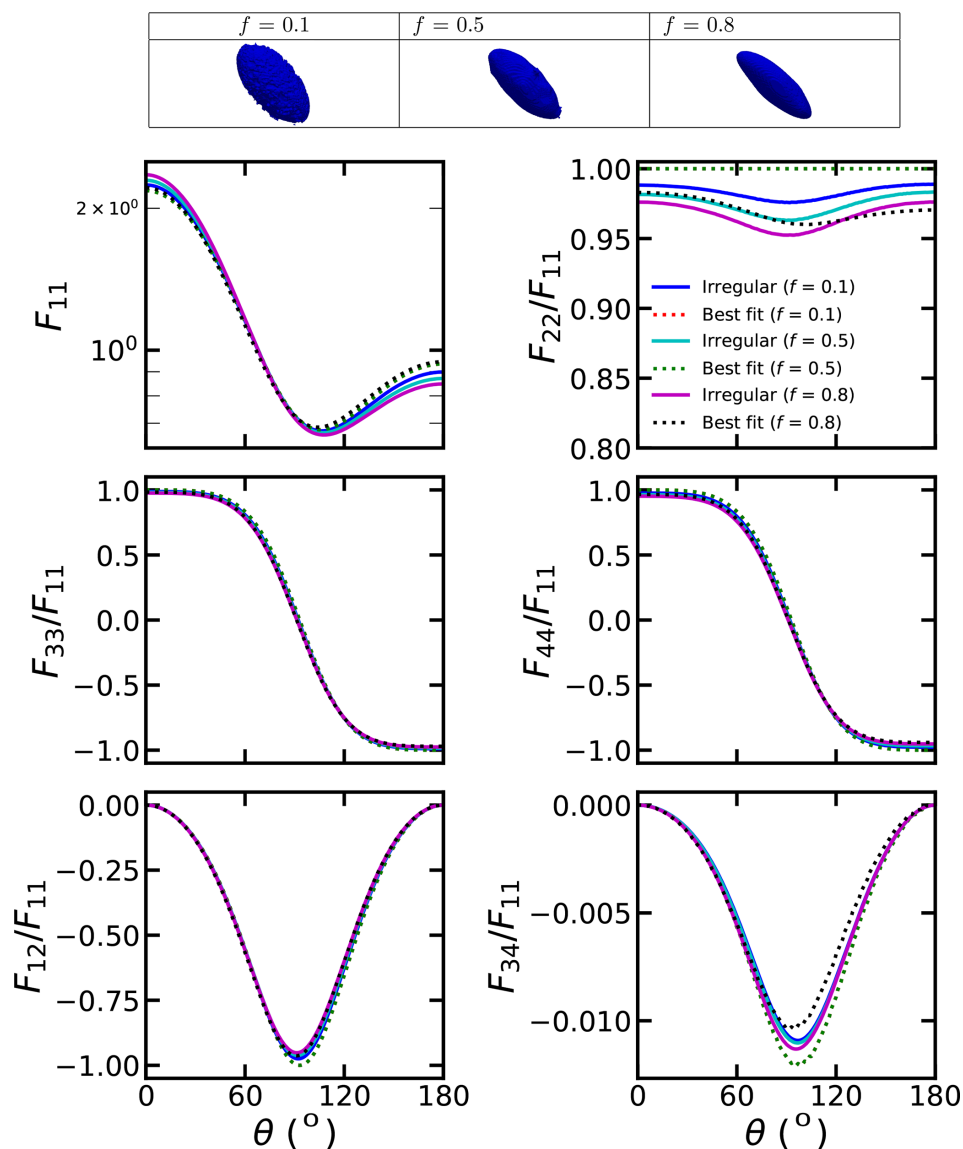 f = 0.1 f = 0.5 f = 0.8
F₁₁
2 × 10⁰
10⁰
F₂₂/F₁₁
1.00
0.95
0.90
0.85
0.80
Irregular (f = 0.1)
Best fit (f = 0.1)
Irregular (f = 0.5)
Best fit (f = 0.5)
Irregular (f = 0.8)
Best fit (f = 0.8)
F₃₃/F₁₁
1.0
0.5
0.0
−0.5
−1.0
F₄₄/F₁₁
1.0
0.5
0.0
−0.5
−1.0
F₁₂/F₁₁
0.00
−0.25
−0.50
−0.75
−1.00
0 60 120 180
θ (°)
F₃₄/F₁₁
0.000
−0.005
−0.010
0 60 120 180
θ (°)